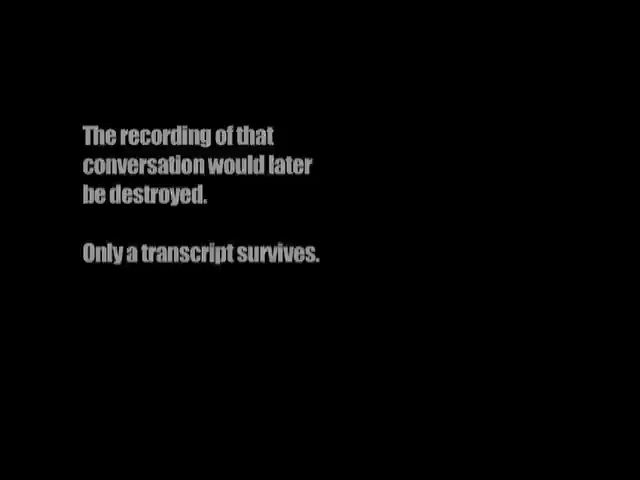 The recording of that
conversation would later
be destroyed.
Only a transcript survives.